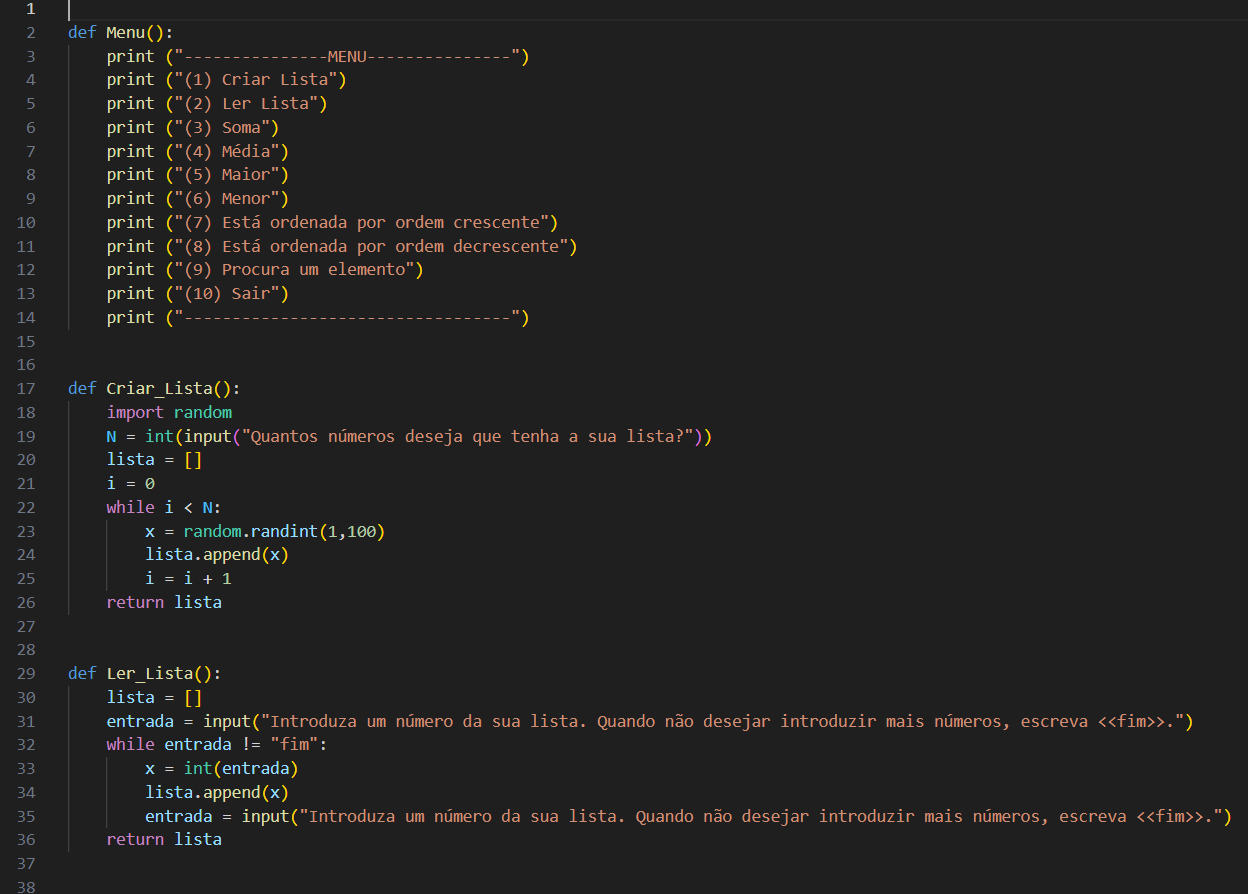 1
2 def Menu():
3     print ("---------------MENU---------------")
4     print ("(1) Criar Lista")
5     print ("(2) Ler Lista")
6     print ("(3) Soma")
7     print ("(4) Média")
8     print ("(5) Maior")
9     print ("(6) Menor")
10     print ("(7) Está ordenada por ordem crescente")
11     print ("(8) Está ordenada por ordem decrescente")
12     print ("(9) Procura um elemento")
13     print ("(10) Sair")
14     print ("----------------------------------")
15
16
17 def Criar_Lista():
18     import random
19     N = int(input("Quantos números deseja que tenha a sua lista?"))
20     lista = []
21     i = 0
22     while i < N:
23         x = random.randint(1,100)
24         lista.append(x)
25         i = i + 1
26     return lista
27
28
29 def Ler_Lista():
30     lista = []
31     entrada = input("Introduza um número da sua lista. Quando não desejar introduzir mais números, escreva <<fim>>.")
32     while entrada != "fim":
33         x = int(entrada)
34         lista.append(x)
35         entrada = input("Introduza um número da sua lista. Quando não desejar introduzir mais números, escreva <<fim>>.")
36     return lista
37
38